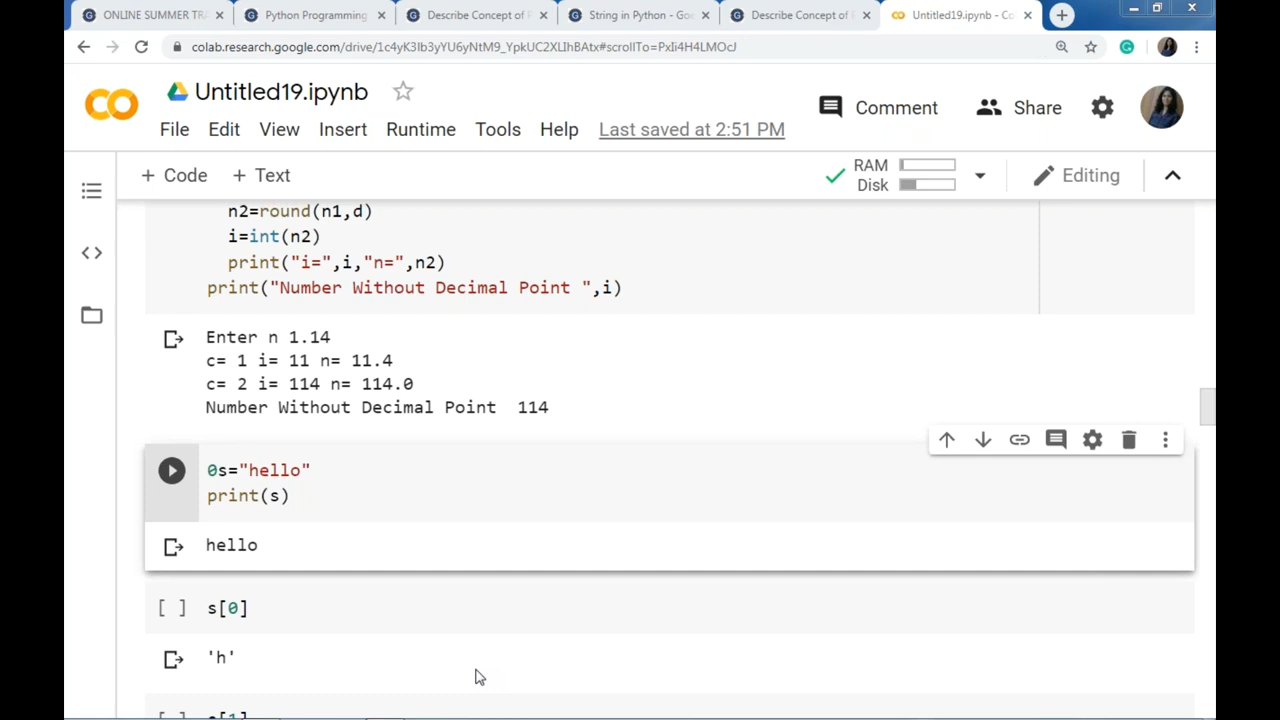 ONLINE SUMMER TR
Python Programming
Describe Concept of F
String in Python - Goo
Describe Concept of F
Untitled19.ipynb - Co
colab.research.google.com/drive/1c4yK3Ib3yYU6yNtM9_YpkUC2XLIhBAtx#scrollTo=PxIi4H4LMOcJ
Untitled19.ipynb
Comment
Share
File Edit View Insert Runtime Tools Help Last saved at 2:51 PM
+ Code + Text
RAM
Disk
Editing
n2=round(n1,d)
i=int(n2)
print("i=",i,"n=",n2)
print("Number Without Decimal Point ",i)
Enter n 1.14
c= 1 i= 11 n= 11.4
c= 2 i= 114 n= 114.0
Number Without Decimal Point  114
0s="hello"
print(s)
hello
[ ] s[0]
'h'